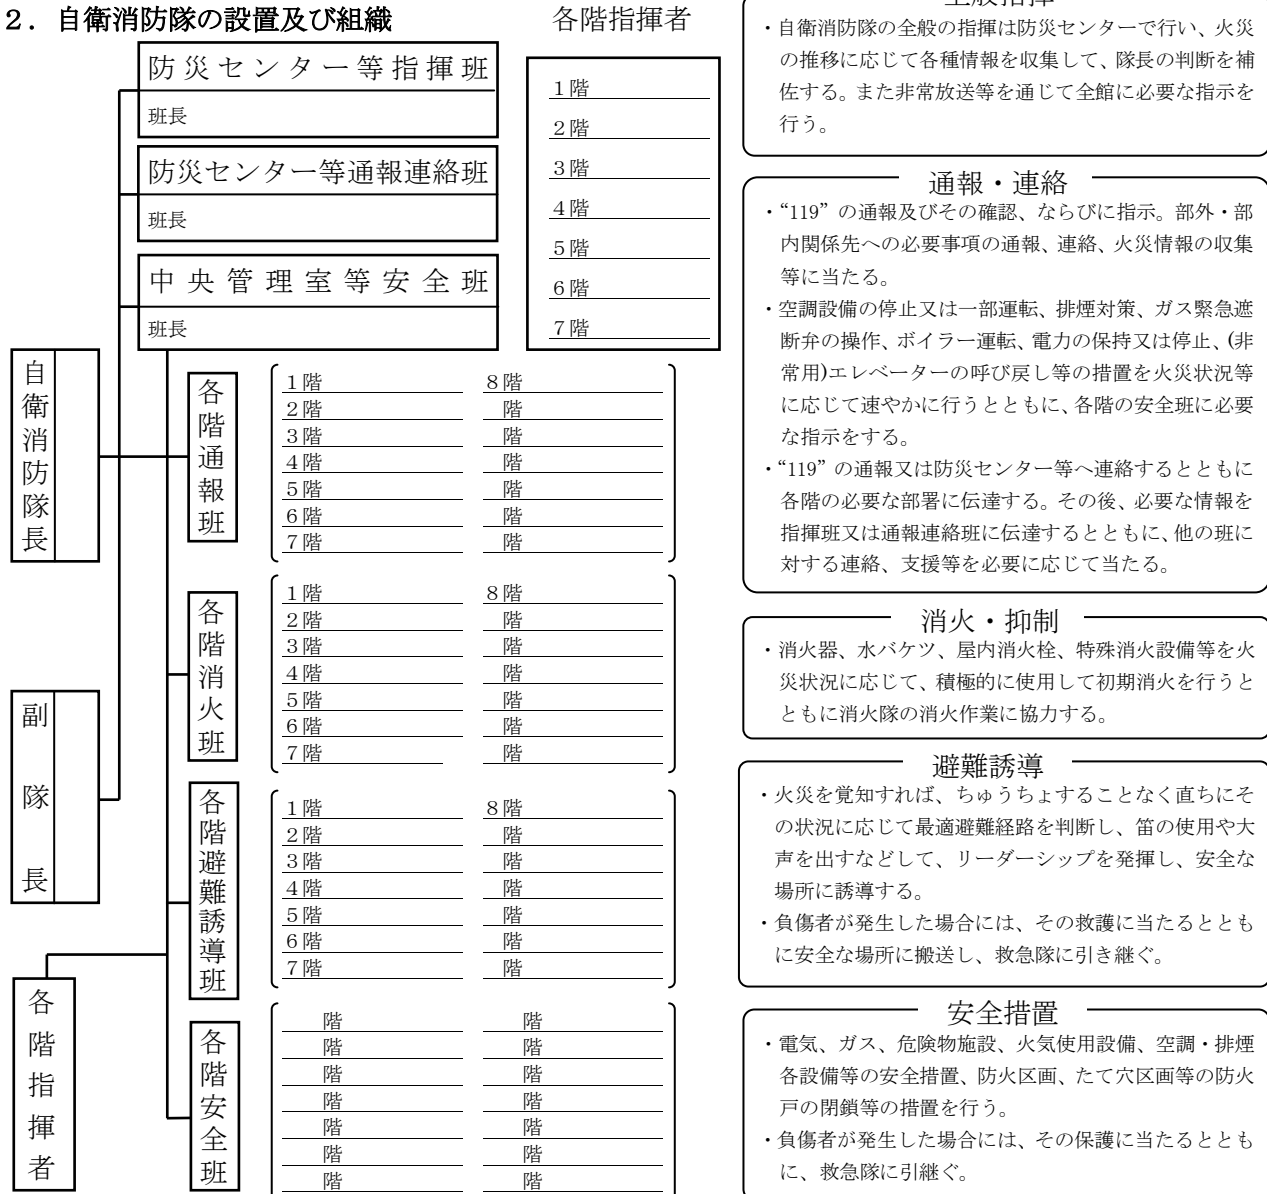 ２．自衛消防隊の設置及び組織
各階指揮者
防災センター等指揮班
班長
防災センター等通報連絡班
班長
中央管理室等安全班
班長
１階
２階
３階
４階
５階
６階
７階
自衛消防隊長
副隊長
各階指揮者
各階通報班
１階 ８階
２階 階
３階 階
４階 階
５階 階
６階 階
７階 階
各階消火班
１階 ８階
２階 階
３階 階
４階 階
５階 階
６階 階
７階 階
各階避難誘導班
１階 ８階
２階 階
３階 階
４階 階
５階 階
６階 階
７階 階
各階安全班
階 階
階 階
階 階
階 階
階 階
階 階
階 階
全般指揮
・自衛消防隊の全般の指揮は防災センターで行い、火災
の推移に応じて各種情報を収集して、隊長の判断を補
佐する。また非常放送等を通じて全館に必要な指示を
行う。
通報・連絡
・“119”の通報及びその確認、ならびに指示。部外・部
内関係先への必要事項の通報、連絡、火災情報の収集
等に当たる。
・空調設備の停止又は一部運転、排煙対策、ガス緊急遮
断弁の操作、ボイラー運転、電力の保持又は停止、(非
常用)エレベーターの呼び戻し等の措置を火災状況等
に応じて速やかに行うとともに、各階の安全班に必要
な指示をする。
・“119”の通報又は防災センター等へ連絡するとともに
各階の必要な部署に伝達する。その後、必要な情報を
指揮班又は通報連絡班に伝達するとともに、他の班に
対する連絡、支援等を必要に応じて当たる。
消火・抑制
・消火器、水バケツ、屋内消火栓、特殊消火設備等を火
災状況に応じて、積極的に使用して初期消火を行うと
ともに消火隊の消火作業に協力する。
避難誘導
・火災を覚知すれば、ちゅうちょすることなく直ちにそ
の状況に応じて最適避難経路を判断し、笛の使用や大
声を出すなどして、リーダーシップを発揮し、安全な
場所に誘導する。
・負傷者が発生した場合には、その救護に当たるととも
に安全な場所に搬送し、救急隊に引き継ぐ。
安全措置
・電気、ガス、危険物施設、火気使用設備、空調・排煙
各設備等の安全措置、防火区画、たて穴区画等の防火
戸の閉鎖等の措置を行う。
・負傷者が発生した場合には、その保護に当たるととも
に、救急隊に引継ぐ。